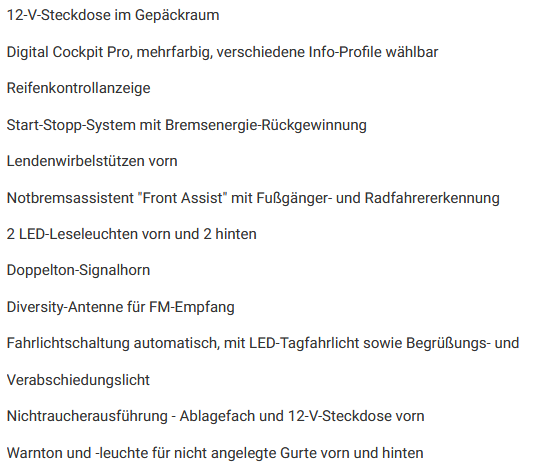 12-V-Steckdose im Gepäckraum
Digital Cockpit Pro, mehrfarbig, verschiedene Info-Profile wählbar
Reifenkontrollanzeige
Start-Stopp-System mit Bremsenergie-Rückgewinnung
Lendenwirbelstützen vorn
Notbremsassistent "Front Assist" mit Fußgänger- und Radfahrererkennung
2 LED-Leseleuchten vorn und 2 hinten
Doppelton-Signalhorn
Diversity-Antenne für FM-Empfang
Fahrlichtschaltung automatisch, mit LED-Tagfahrlicht sowie Begrüßungs- und
Verabschiedungslicht
Nichtraucherausführung - Ablagefach und 12-V-Steckdose vorn
Warnton und -leuchte für nicht angelegte Gurte vorn und hinten